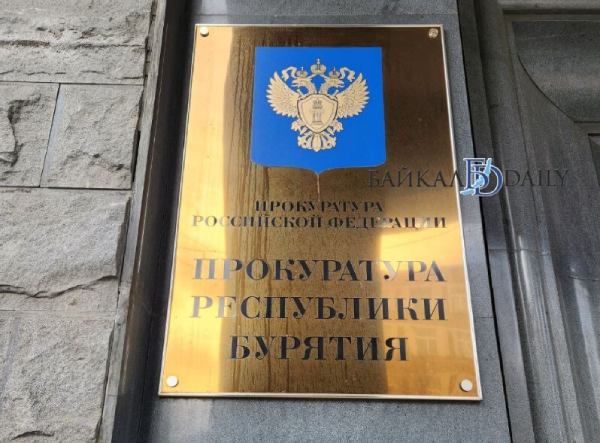 БАЙКАЛ DAILY
ПРОКУРАТУРА
РОССИЙСКОЙ ФЕДЕРАЦИИ
ПРОКУРАТУРА
РЕСПУБЛИКИ
БУРЯТИЯ